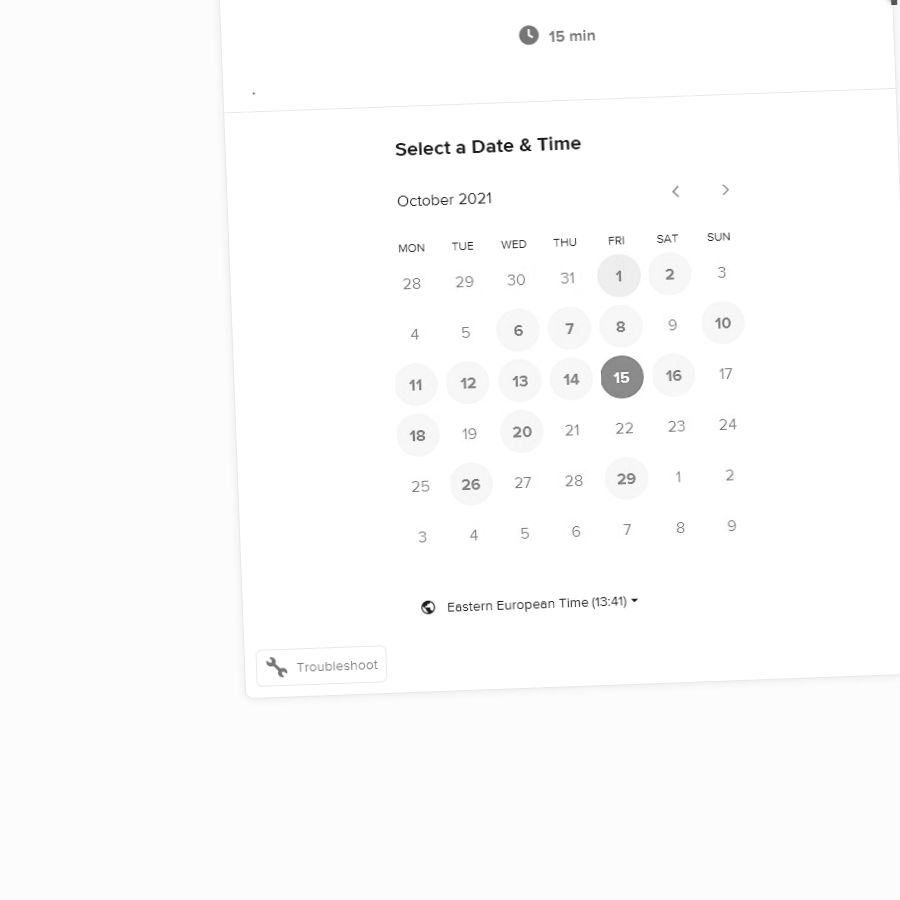 15 min
.
Select a Date & Time
October 2021
MON TUE WED THU FRI SAT SUN
28 29 30 31 1 2 3
4 5 6 7 8 9 10
11 12 13 14 15 16 17
18 19 20 21 22 23 24
25 26 27 28 29 1 2
3 4 5 6 7 8 9
Eastern European Time (13:41)
Troubleshoot